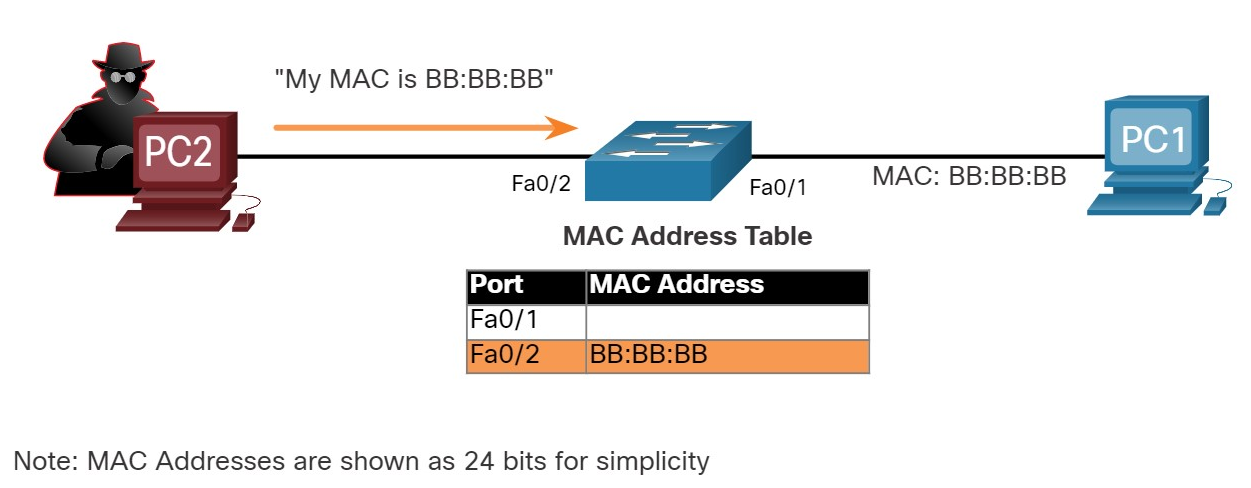 "My MAC is BB:BB:BB"
PC2
PC1
Fa0/2
Fa0/1
MAC: BB:BB:BB
MAC Address Table
Port MAC Address
Fa0/1
Fa0/2 BB:BB:BB
Note: MAC Addresses are shown as 24 bits for simplicity